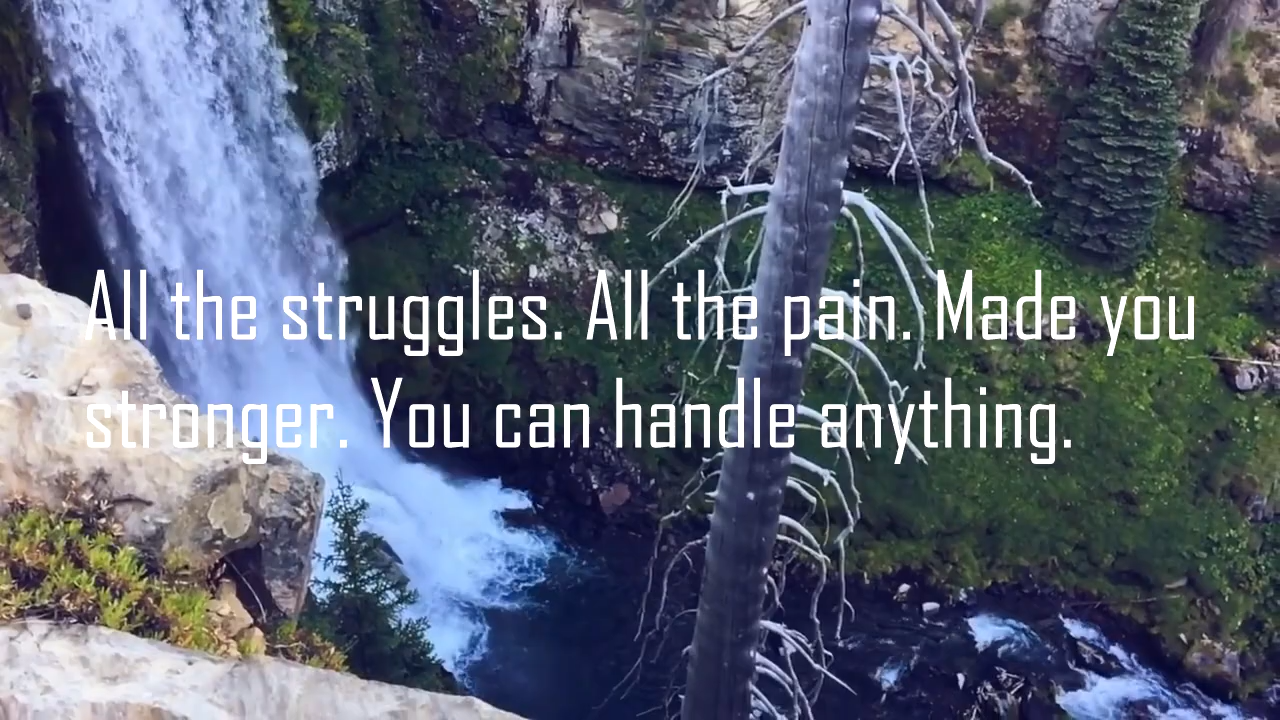 All the struggles. All the pain. Made you
stronger. You can handle anything.